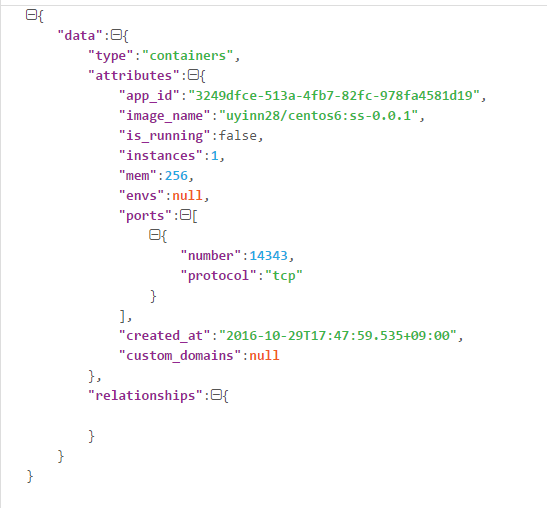 {
"data":{
"type":"containers",
"attributes":{
"app_id":"3249dfce-513a-4fb7-82fc-978fa4581d19",
"image_name":"uyinn28/centos6:ss-0.0.1",
"is_running":false,
"instances":1,
"mem":256,
"envs":null,
"ports":[
{
"number":14343,
"protocol":"tcp"
}
],
"created_at":"2016-10-29T17:47:59.535+09:00",
"custom_domains":null
},
"relationships":{
}
}
}